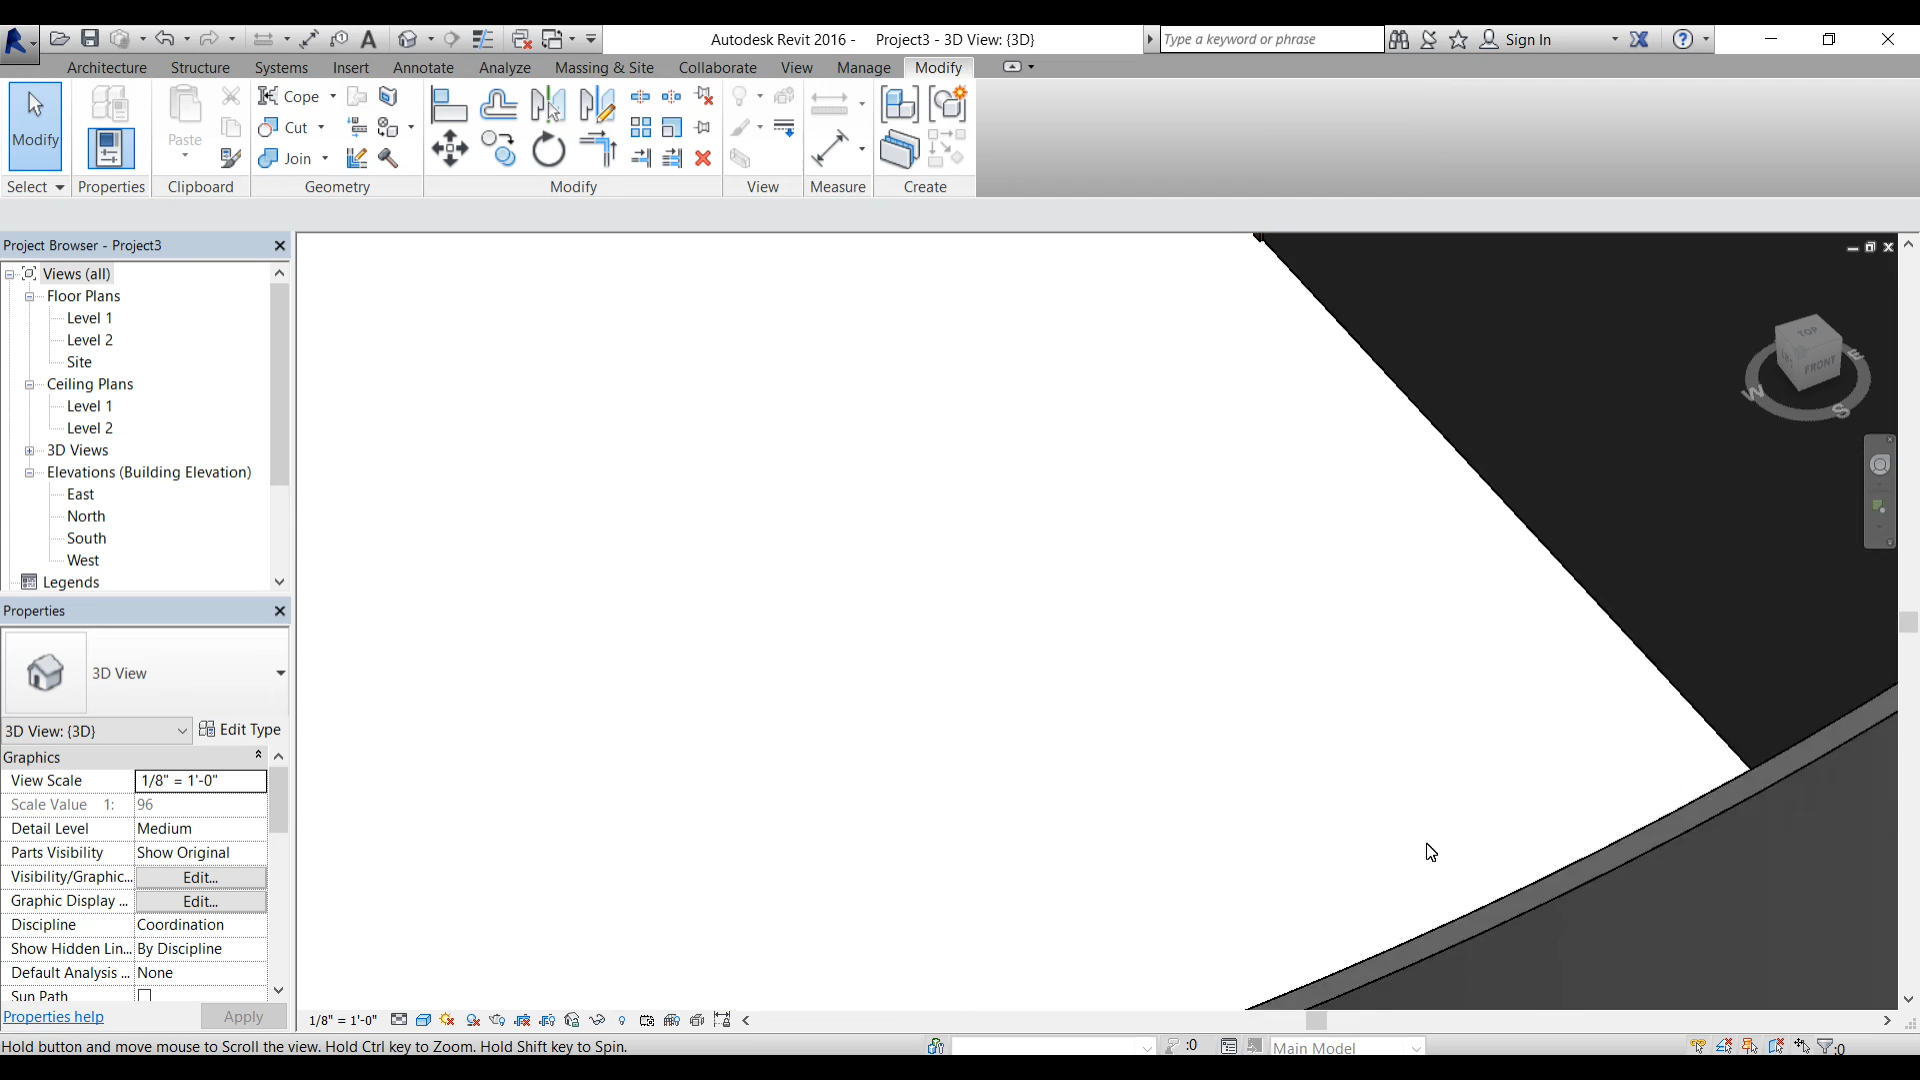 Autodesk Revit 2016 - Project3 - 3D View: {3D}
Type a keyword or phrase
Sign In
Architecture Structure Systems Insert Annotate Analyze Massing & Site Collaborate View Manage Modify
Modify
Paste
Cope
Cut
Join
Select Properties Clipboard Geometry Modify View Measure Create
Project Browser - Project3
Views (all)
Floor Plans
Level 1
Level 2
Site
Ceiling Plans
Level 1
Level 2
3D Views
Elevations (Building Elevation)
East
North
South
West
Legends
Properties
3D View
3D View: {3D} Edit Type
Graphics
View Scale 1/8" = 1'-0"
Scale Value 1: 96
Detail Level Medium
Parts Visibility Show Original
Visibility/Graphic... Edit...
Graphic Display ... Edit...
Discipline Coordination
Show Hidden Lin... By Discipline
Default Analysis ... None
Sun Path
Properties help Apply
TOP
FRONT
W
S
E
1/8" = 1'-0"
Hold button and move mouse to Scroll the view. Hold Ctrl key to Zoom. Hold Shift key to Spin.
:0
Main Model
:0